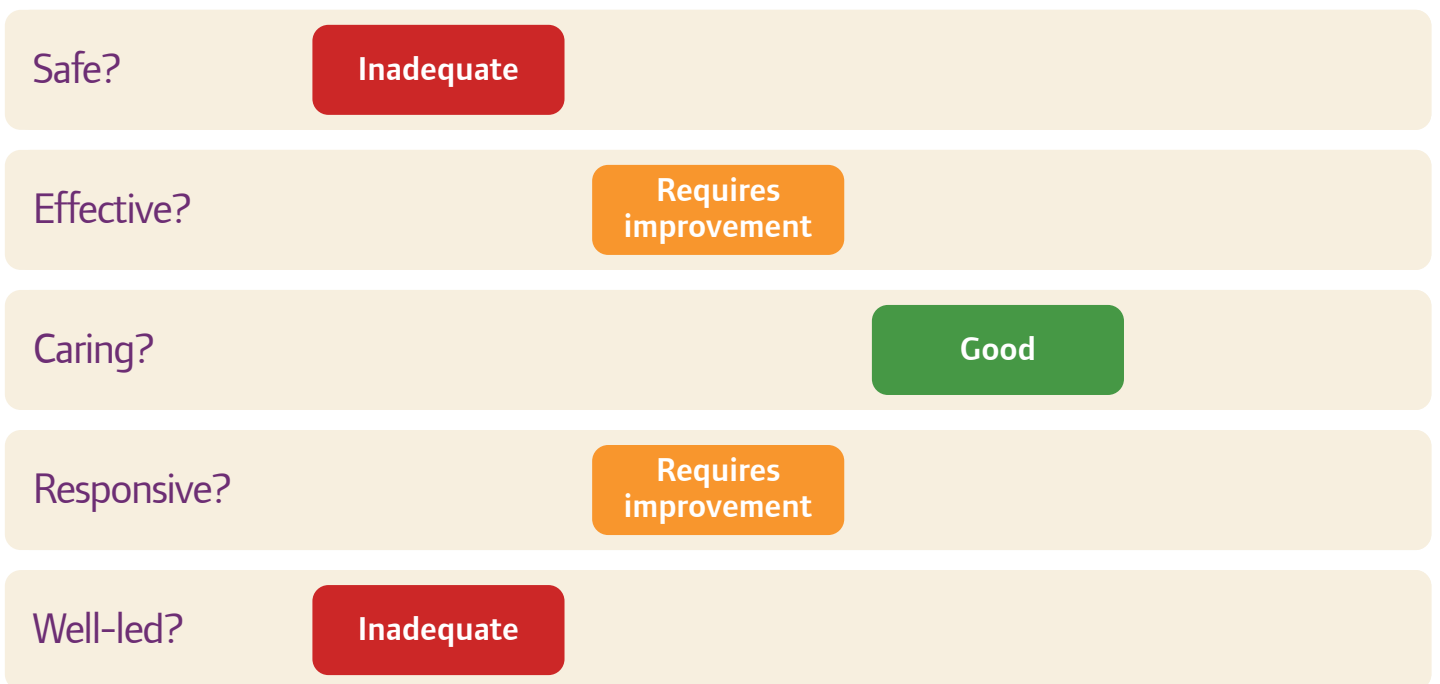 Safe?
Inadequate
Effective?
Requires
improvement
Caring?
Good
Responsive?
Requires
improvement
Well-led?
Inadequate